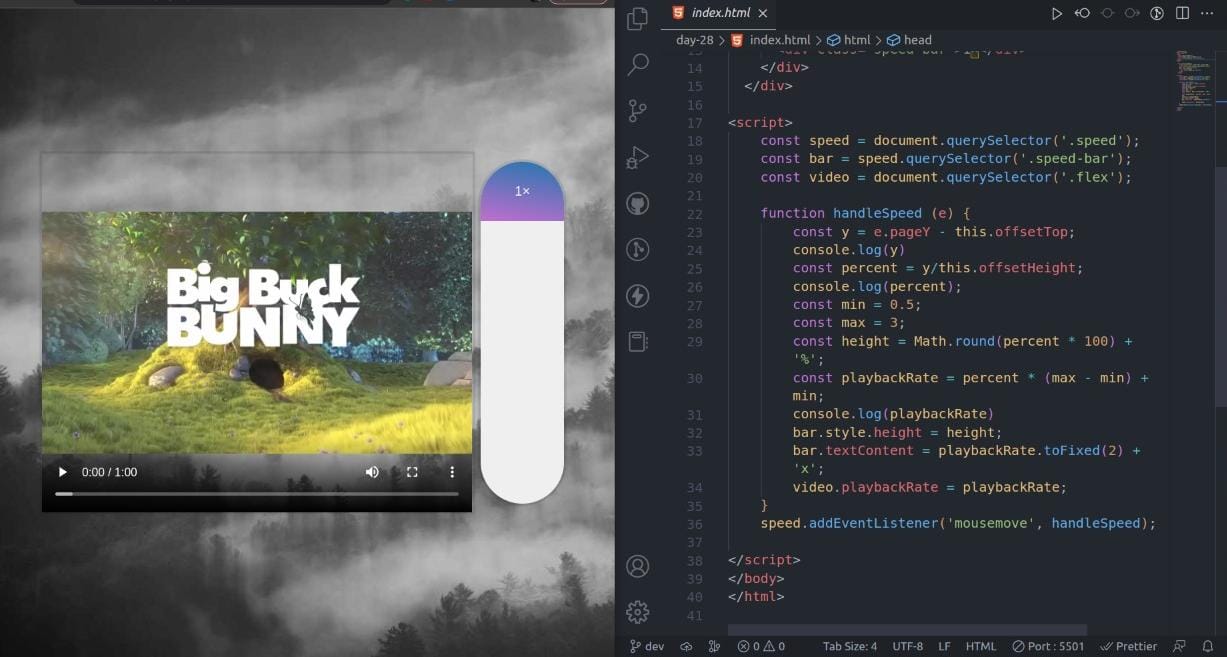 1×
Big Buck
BUNNY
0:00 / 1:00
index.html
day-28 > index.html > html > head
14 </div>
15 </div>
16
17 <script>
18 const speed = document.querySelector('.speed');
19 const bar = speed.querySelector('.speed-bar');
20 const video = document.querySelector('.flex');
21
22 function handleSpeed (e) {
23 const y = e.pageY - this.offsetTop;
24 console.log(y)
25 const percent = y/this.offsetHeight;
26 console.log(percent);
27 const min = 0.5;
28 const max = 3;
29 const height = Math.round(percent * 100) +
'%';
30 const playbackRate = percent * (max - min) +
min;
31 console.log(playbackRate)
32 bar.style.height = height;
33 bar.textContent = playbackRate.toFixed(2) +
'x';
34 video.playbackRate = playbackRate;
35 }
36 speed.addEventListener('mousemove', handleSpeed);
37
38 </script>
39 </body>
40 </html>
41
dev 0 0 Tab Size: 4 UTF-8 LF HTML Port : 5501 Prettier